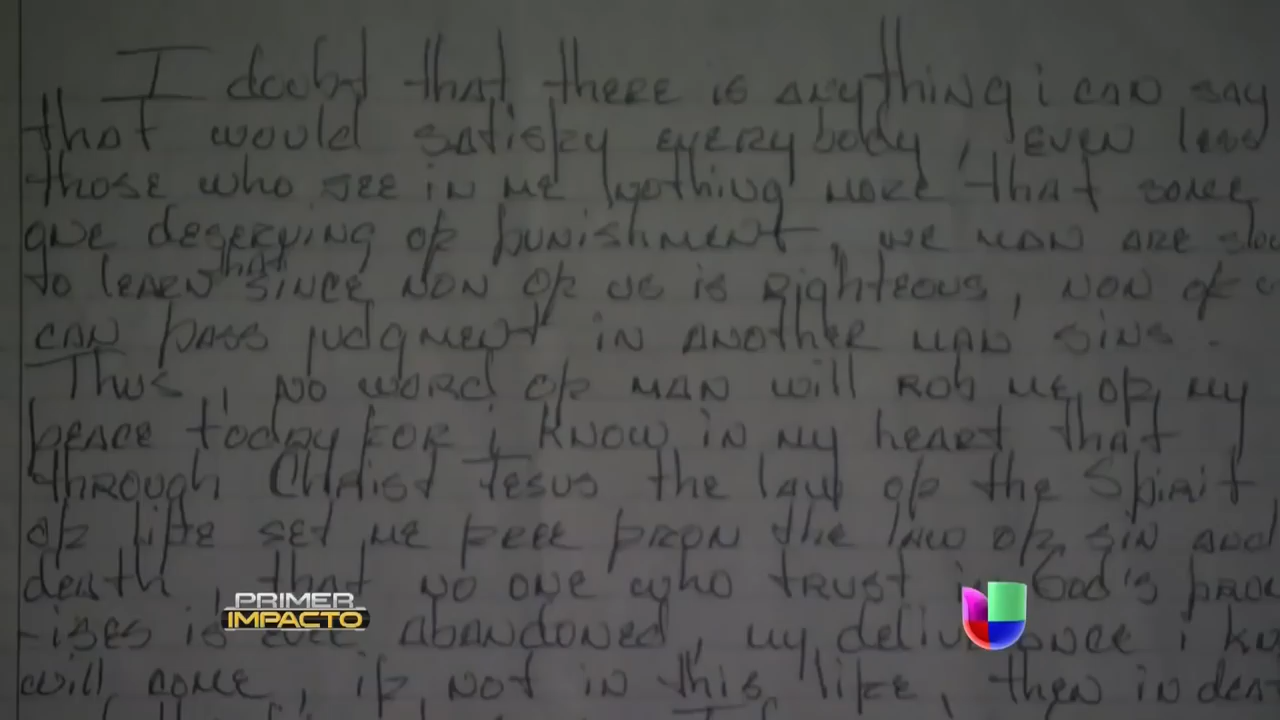 I doubt that there is anything i can say
that would satisfy everybody, even less
those who see in me nothing more that some
one deserving of punishment, we man are slow
to learn that since non of us is righteous, non of
can pass judgment in another man sins.
Thus, no word of man will rob me of my
peace today for i know in my heart that
through Christ Jesus the law of the Spirit
of life set me free from the law of sin and
death, that no one who trust in God's prom
ises is abandoned, my i kn
will come, if not in this life, then in death
PRIMER
IMPACTO